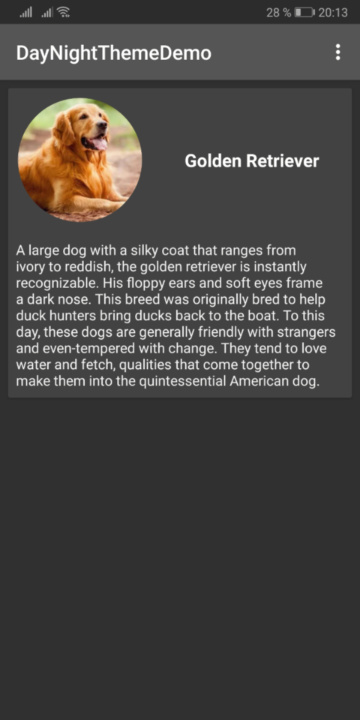 28 % 20:13
DayNightThemeDemo
Golden Retriever
A large dog with a silky coat that ranges from
ivory to reddish, the golden retriever is instantly
recognizable. His floppy ears and soft eyes frame
a dark nose. This breed was originally bred to help
duck hunters bring ducks back to the boat. To this
day, these dogs are generally friendly with strangers
and even-tempered with change. They tend to love
water and fetch, qualities that come together to
make them into the quintessential American dog.